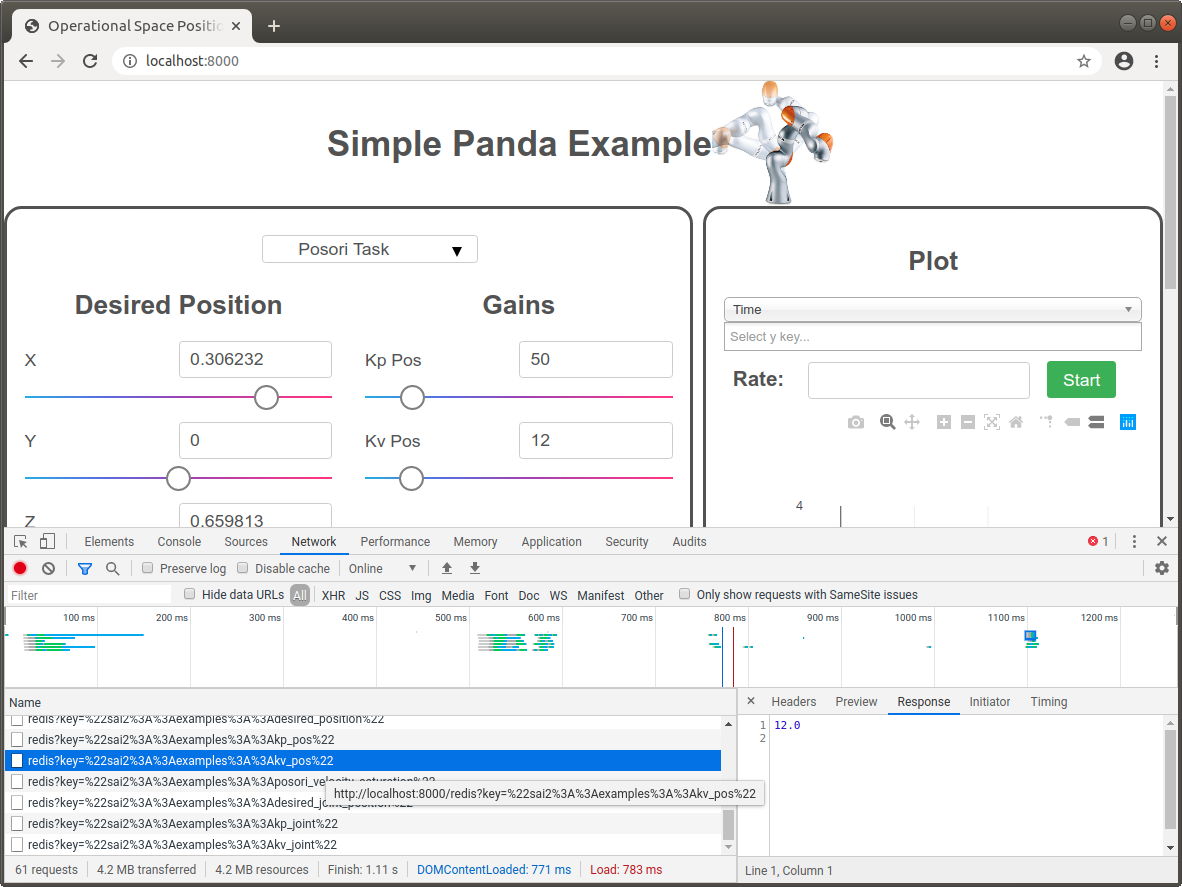 Operational Space Positic
localhost:8000
Simple Panda Example
Posori Task
Desired Position
Gains
X
0.306232
Kp Pos
50
Y
0
Kv Pos
12
Z
0.659813
Plot
Time
Select y key...
Rate:
Start
4
Elements Console Sources Network Performance Memory Application Security Audits 1
Preserve log Disable cache Online
Filter Hide data URLs All XHR JS CSS Img Media Font Doc WS Manifest Other Only show requests with SameSite issues
100 ms 200 ms 300 ms 400 ms 500 ms 600 ms 700 ms 800 ms 900 ms 1000 ms 1100 ms 1200 ms
Name
redis?key=%22sai2%3A%3Aexamples%3A%3Adesired_position%22
redis?key=%22sai2%3A%3Aexamples%3A%3Akp_pos%22
redis?key=%22sai2%3A%3Aexamples%3A%3Akv_pos%22
redis?key=%22sai2%3A%3Aexamples%3A%3Aposori_velocity_saturation%22
http://localhost:8000/redis?key=%22sai2%3A%3Aexamples%3A%3Akv_pos%22
redis?key=%22sai2%3A%3Aexamples%3A%3Adesired_joint_position%22
redis?key=%22sai2%3A%3Aexamples%3A%3Akp_joint%22
redis?key=%22sai2%3A%3Aexamples%3A%3Akv_joint%22
61 requests 4.2 MB transferred 4.2 MB resources Finish: 1.11 s DOMContentLoaded: 771 ms Load: 783 ms
Headers Preview Response Initiator Timing
1 12.0
2
Line 1, Column 1